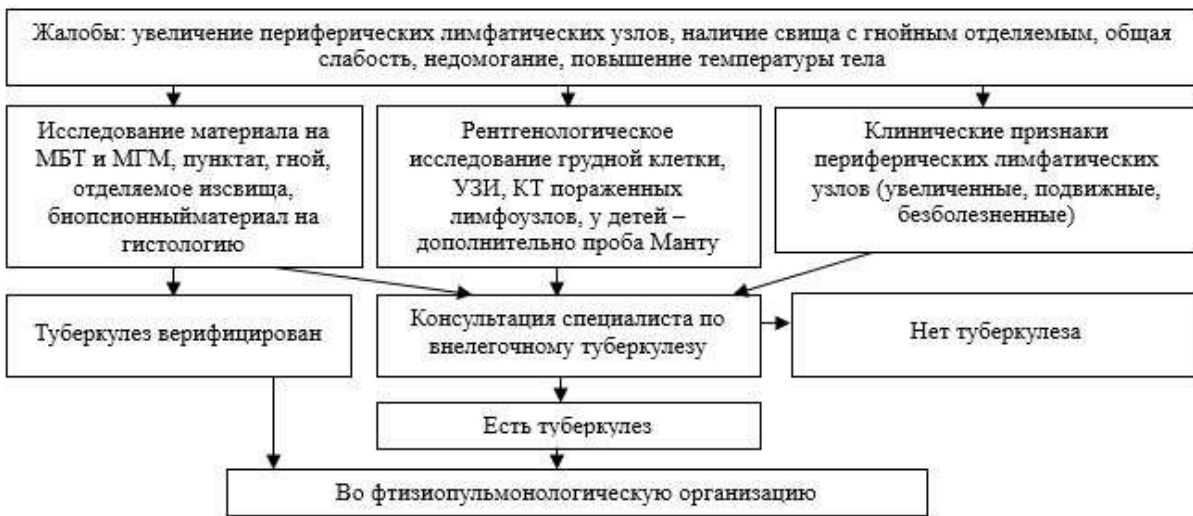 Жалобы: увеличение периферических лимфатических узлов, наличие свища с гнойным отделяемым, общая
слабость, недомогание, повышение температуры тела
Исследование материала на
МБТ и МГМ, пунктат, гной,
отделяемое изсвища,
биопсионныйматериал на
гистологию
Рентгенологическое
исследование грудной клетки,
УЗИ, КТ пораженных
лимфоузлов, у детей –
дополнительно проба Манту
Клинические признаки
периферических лимфатических
узлов (увеличенные, подвижные,
безболезненные)
Туберкулез верифицирован
Консультация специалиста по
внелегочному туберкулезу
Нет туберкулеза
Есть туберкулез
Во фтизиопульмонологическую организацию